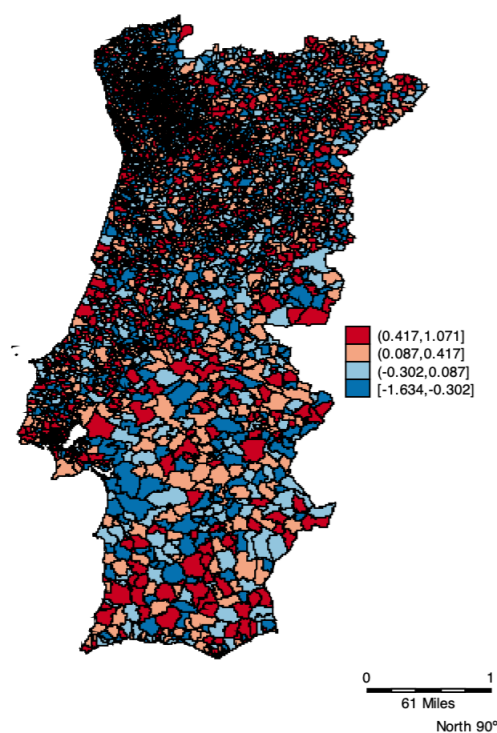 (0.417,1.071]
(0.087,0.417]
(-0.302,0.087]
[-1.634,-0.302]
0 1
61 Miles
North 90º